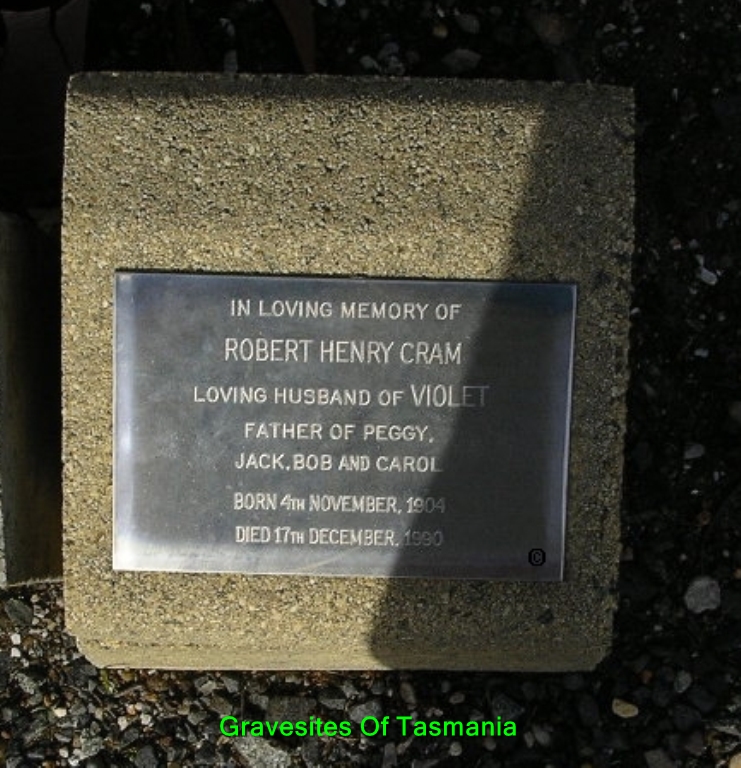 IN LOVING MEMORY OF
ROBERT HENRY CRAM
LOVING HUSBAND OF VIOLET
FATHER OF PEGGY,
JACK, BOB AND CAROL
BORN 4TH NOVEMBER, 1904
DIED 17TH DECEMBER, 1990
©
Gravesites Of Tasmania